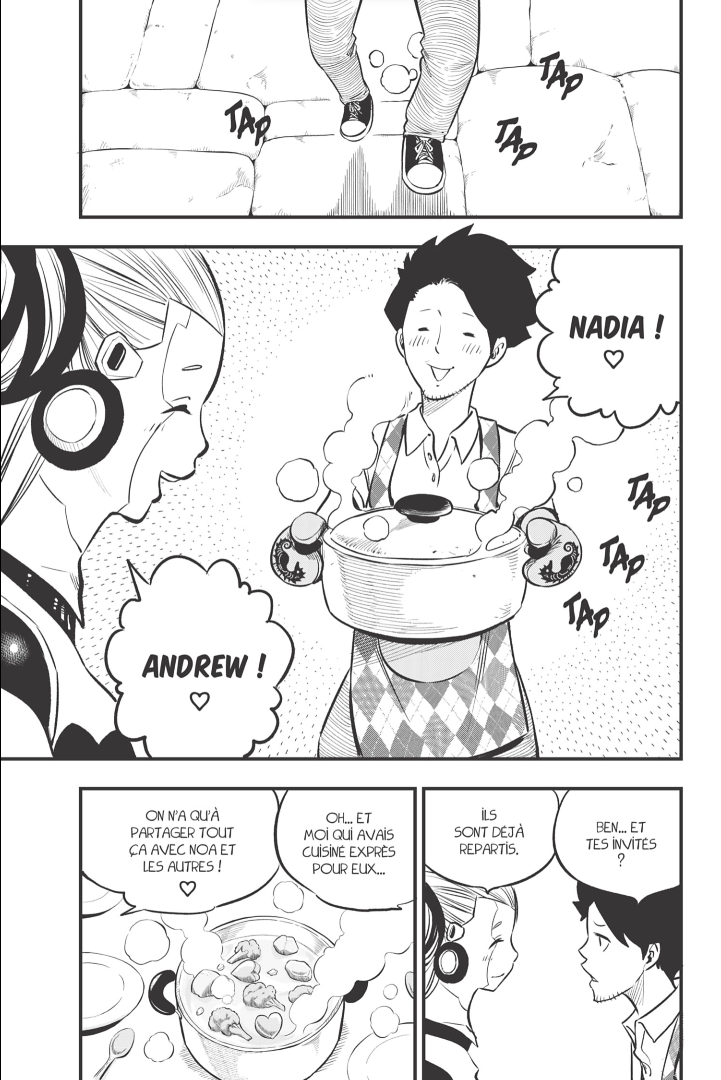 TAP
TAP
TAP
NADIA !
♡
TAP
TAP
TAP
ANDREW !
♡
BEN... ET
TES INVITÉS
?
ILS
SONT DÉJÀ
REPARTIS.
OH... ET
MOI QUI AVAIS
CUISINÉ EXPRÈS
POUR EUX...
ON N'A QU'À
PARTAGER TOUT
ÇA AVEC NOA ET
LES AUTRES !
♡